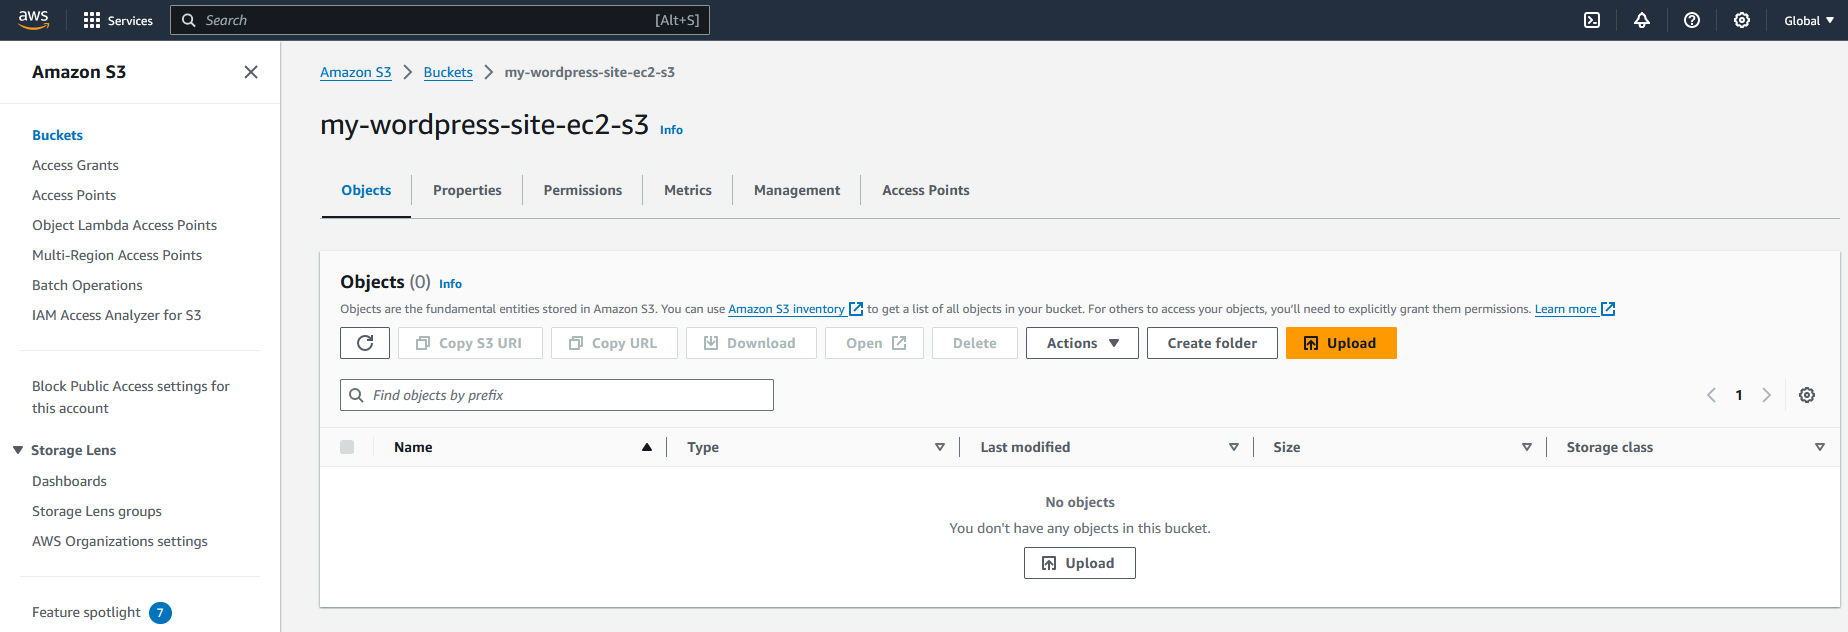 aws Services Search [Alt+S] Global
Amazon S3
Buckets
Access Grants
Access Points
Object Lambda Access Points
Multi-Region Access Points
Batch Operations
IAM Access Analyzer for S3
Block Public Access settings for
this account
Storage Lens
Dashboards
Storage Lens groups
AWS Organizations settings
Feature spotlight 7
Amazon S3 Buckets my-wordpress-site-ec2-s3
my-wordpress-site-ec2-s3 Info
Objects Properties Permissions Metrics Management Access Points
Objects (0) Info
Objects are the fundamental entities stored in Amazon S3. You can use Amazon S3 inventory to get a list of all objects in your bucket. For others to access your objects, you'll need to explicitly grant them permissions. Learn more
Copy S3 URI Copy URL Download Open Delete Actions Create folder Upload
Find objects by prefix 1
Name Type Last modified Size Storage class
No objects
You don't have any objects in this bucket.
Upload